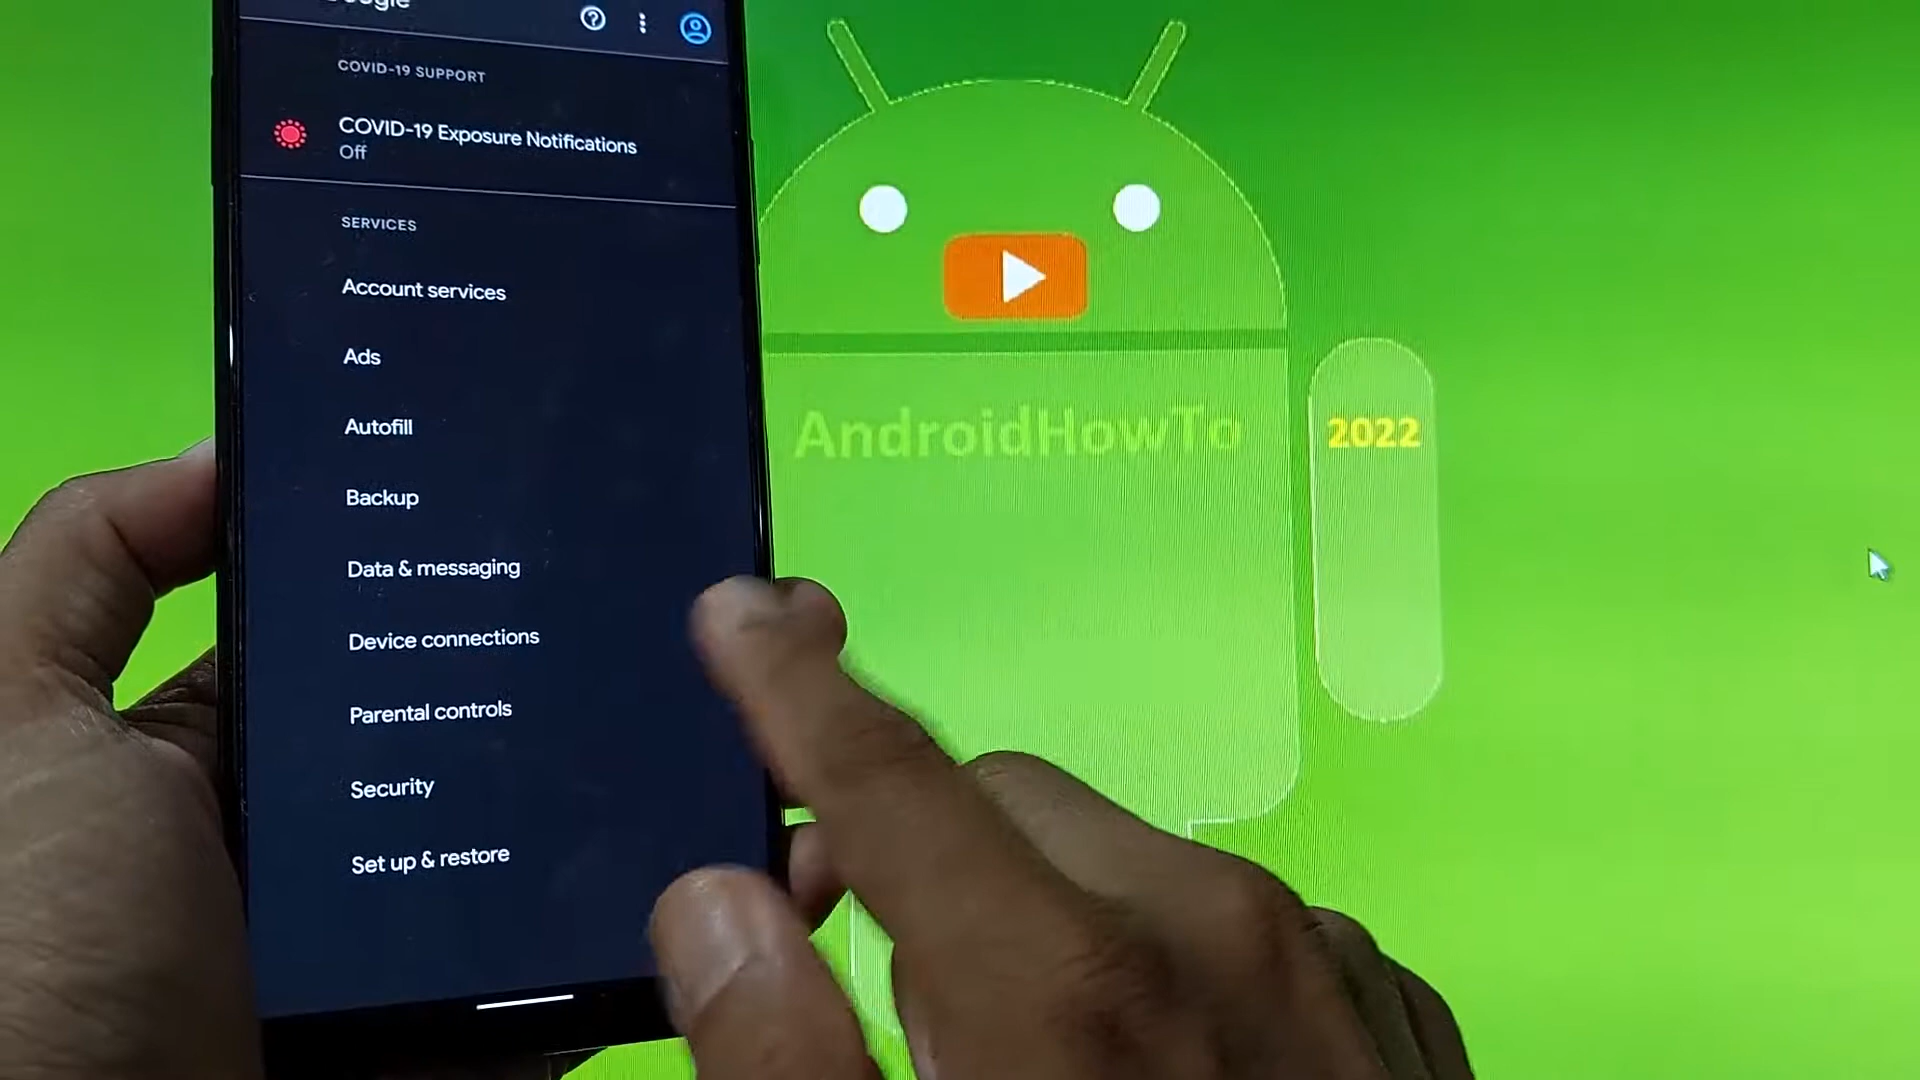 Google
COVID-19 SUPPORT
COVID-19 Exposure Notifications
Off
SERVICES
Account services
Ads
Autofill
Backup
Data & messaging
Device connections
Parental controls
Security
Set up & restore
AndroidHowTo
2022